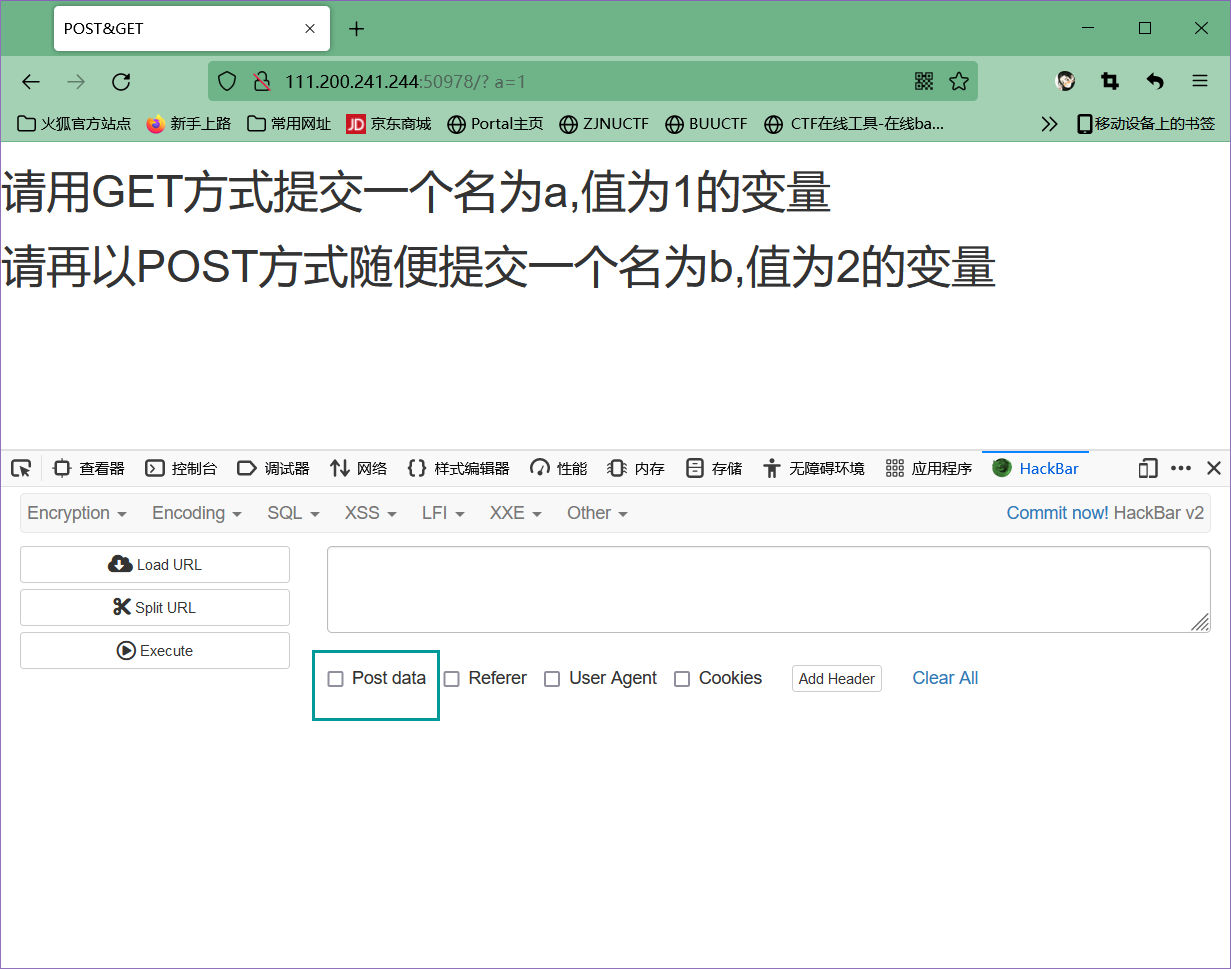 POST&GET
111.200.241.244:50978/? a=1
火狐官方站点 新手上路 常用网址 JD 京东商城 Portal主页 ZJNUCTF BUUCTF CTF在线工具-在线ba... 移动设备上的书签
请用GET方式提交一个名为a,值为1的变量
请再以POST方式随便提交一个名为b,值为2的变量
查看器 控制台 调试器 网络 样式编辑器 性能 内存 存储 无障碍环境 应用程序 HackBar
Encryption Encoding SQL XSS LFI XXE Other Commit now! HackBar v2
Load URL
Split URL
Execute
Post data Referer User Agent Cookies Add Header Clear All